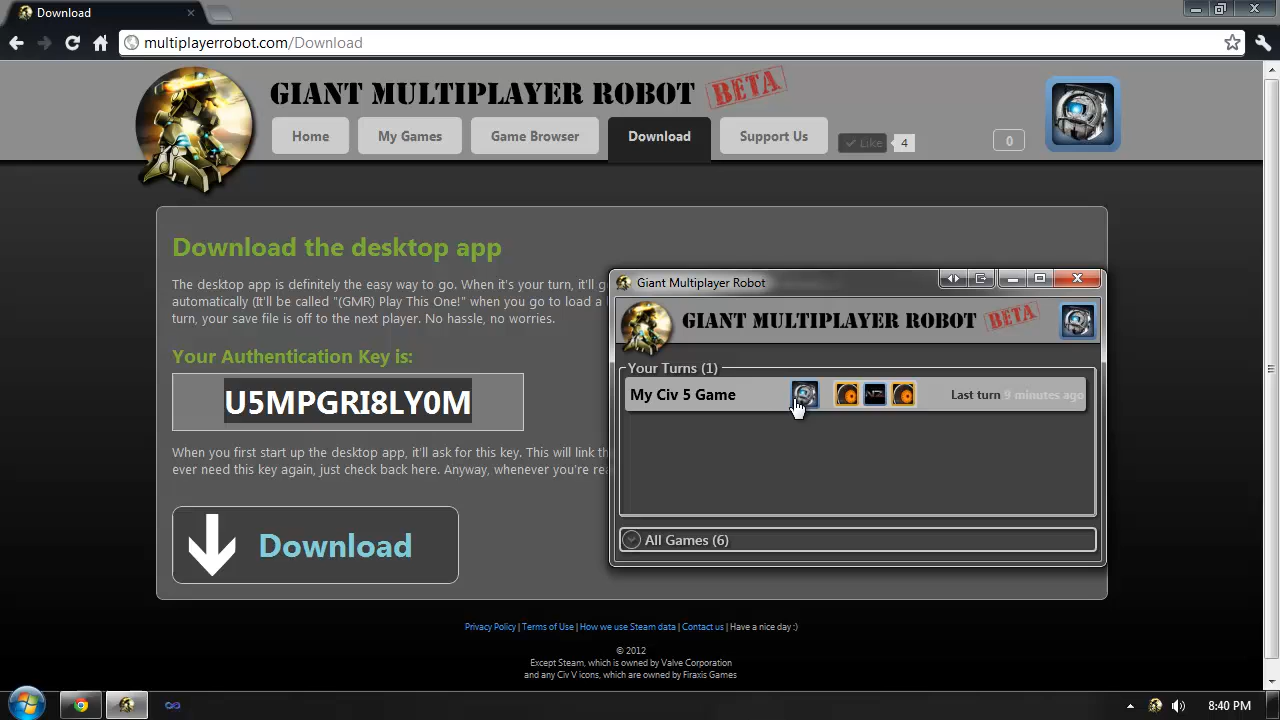 Download
multiplayerrobot.com/Download
GIANT MULTIPLAYER ROBOT BETA
Home
My Games
Game Browser
Download
Support Us
Like
4
0
Download the desktop app
The desktop app is definitely the easy way to go. When it's your turn, it'll g
automatically (It'll be called "(GMR) Play This One!" when you go to load a
turn, your save file is off to the next player. No hassle, no worries.
Your Authentication Key is:
U5MPGRI8LY0M
When you first start up the desktop app, it'll ask for this key. This will link th
ever need this key again, just check back here. Anyway, whenever you're rea
Download
Giant Multiplayer Robot
GIANT MULTIPLAYER ROBOT BETA
Your Turns (1)
My Civ 5 Game
Last turn 9 minutes ago
All Games (6)
Privacy Policy | Terms of Use | How we use Steam data | Contact us | Have a nice day :)
© 2012
Except Steam, which is owned by Valve Corporation
and any Civ V icons, which are owned by Firaxis Games
8:40 PM